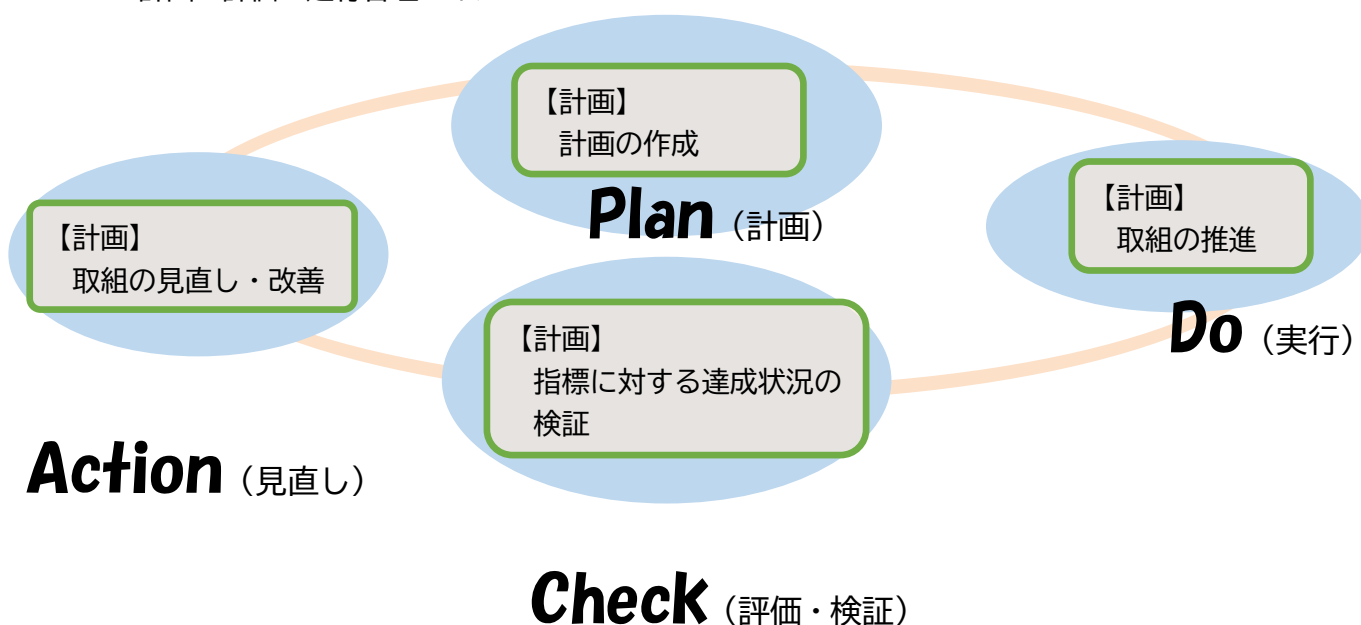 【計画】
計画の作成
Plan（計画）
【計画】
取組の推進
Do（実行）
【計画】
指標に対する達成状況の
検証
Check（評価・検証）
【計画】
取組の見直し・改善
Action（見直し）